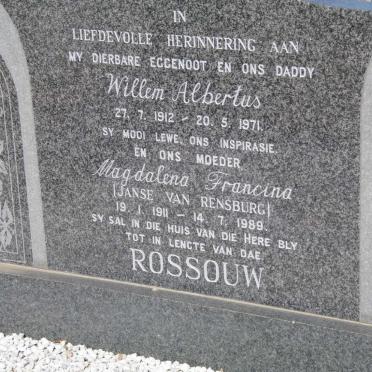 IN
LIEFDEVOLLE HERINNERING AAN
MY DIERBARE EGGENOOT EN ONS DADDY
Willem Albertus
27. 7. 1912 - 20. 5. 1971.
SY MOOI LEWE, ONS INSPIRASIE.
EN ONS MOEDER,
Magdalena Francina
(JANSE VAN RENSBURG)
19. 1. 1911 - 14. 7. 1989.
SY SAL IN DIE HUIS VAN DIE HERE BLY
TOT IN LENGTE VAN DAE
ROSSOUW